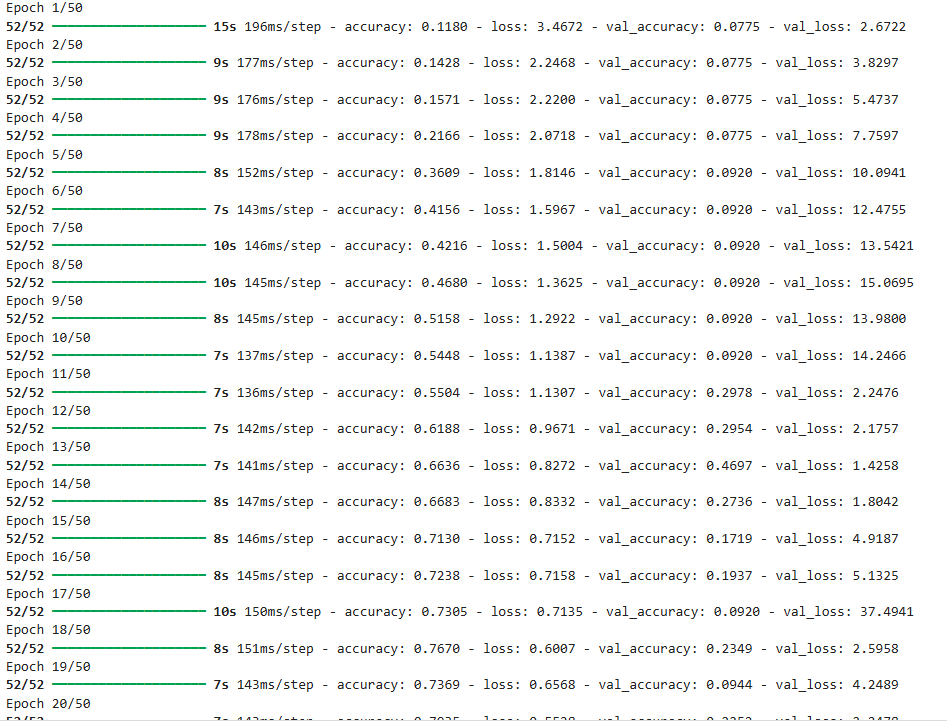 Epoch 1/50
52/52 15s 196ms/step - accuracy: 0.1180 - loss: 3.4672 - val_accuracy: 0.0775 - val_loss: 2.6722
Epoch 2/50
52/52 9s 177ms/step - accuracy: 0.1428 - loss: 2.2468 - val_accuracy: 0.0775 - val_loss: 3.8297
Epoch 3/50
52/52 9s 176ms/step - accuracy: 0.1571 - loss: 2.2200 - val_accuracy: 0.0775 - val_loss: 5.4737
Epoch 4/50
52/52 9s 178ms/step - accuracy: 0.2166 - loss: 2.0718 - val_accuracy: 0.0775 - val_loss: 7.7597
Epoch 5/50
52/52 8s 152ms/step - accuracy: 0.3609 - loss: 1.8146 - val_accuracy: 0.0920 - val_loss: 10.0941
Epoch 6/50
52/52 7s 143ms/step - accuracy: 0.4156 - loss: 1.5967 - val_accuracy: 0.0920 - val_loss: 12.4755
Epoch 7/50
52/52 10s 146ms/step - accuracy: 0.4216 - loss: 1.5004 - val_accuracy: 0.0920 - val_loss: 13.5421
Epoch 8/50
52/52 10s 145ms/step - accuracy: 0.4680 - loss: 1.3625 - val_accuracy: 0.0920 - val_loss: 15.0695
Epoch 9/50
52/52 8s 145ms/step - accuracy: 0.5158 - loss: 1.2922 - val_accuracy: 0.0920 - val_loss: 13.9800
Epoch 10/50
52/52 7s 137ms/step - accuracy: 0.5448 - loss: 1.1387 - val_accuracy: 0.0920 - val_loss: 14.2466
Epoch 11/50
52/52 7s 136ms/step - accuracy: 0.5504 - loss: 1.1307 - val_accuracy: 0.2978 - val_loss: 2.2476
Epoch 12/50
52/52 7s 142ms/step - accuracy: 0.6188 - loss: 0.9671 - val_accuracy: 0.2954 - val_loss: 2.1757
Epoch 13/50
52/52 7s 141ms/step - accuracy: 0.6636 - loss: 0.8272 - val_accuracy: 0.4697 - val_loss: 1.4258
Epoch 14/50
52/52 8s 147ms/step - accuracy: 0.6683 - loss: 0.8332 - val_accuracy: 0.2736 - val_loss: 1.8042
Epoch 15/50
52/52 8s 146ms/step - accuracy: 0.7130 - loss: 0.7152 - val_accuracy: 0.1719 - val_loss: 4.9187
Epoch 16/50
52/52 8s 145ms/step - accuracy: 0.7238 - loss: 0.7158 - val_accuracy: 0.1937 - val_loss: 5.1325
Epoch 17/50
52/52 10s 150ms/step - accuracy: 0.7305 - loss: 0.7135 - val_accuracy: 0.0920 - val_loss: 37.4941
Epoch 18/50
52/52 8s 151ms/step - accuracy: 0.7670 - loss: 0.6007 - val_accuracy: 0.2349 - val_loss: 2.5958
Epoch 19/50
52/52 7s 143ms/step - accuracy: 0.7369 - loss: 0.6568 - val_accuracy: 0.0944 - val_loss: 4.2489
Epoch 20/50